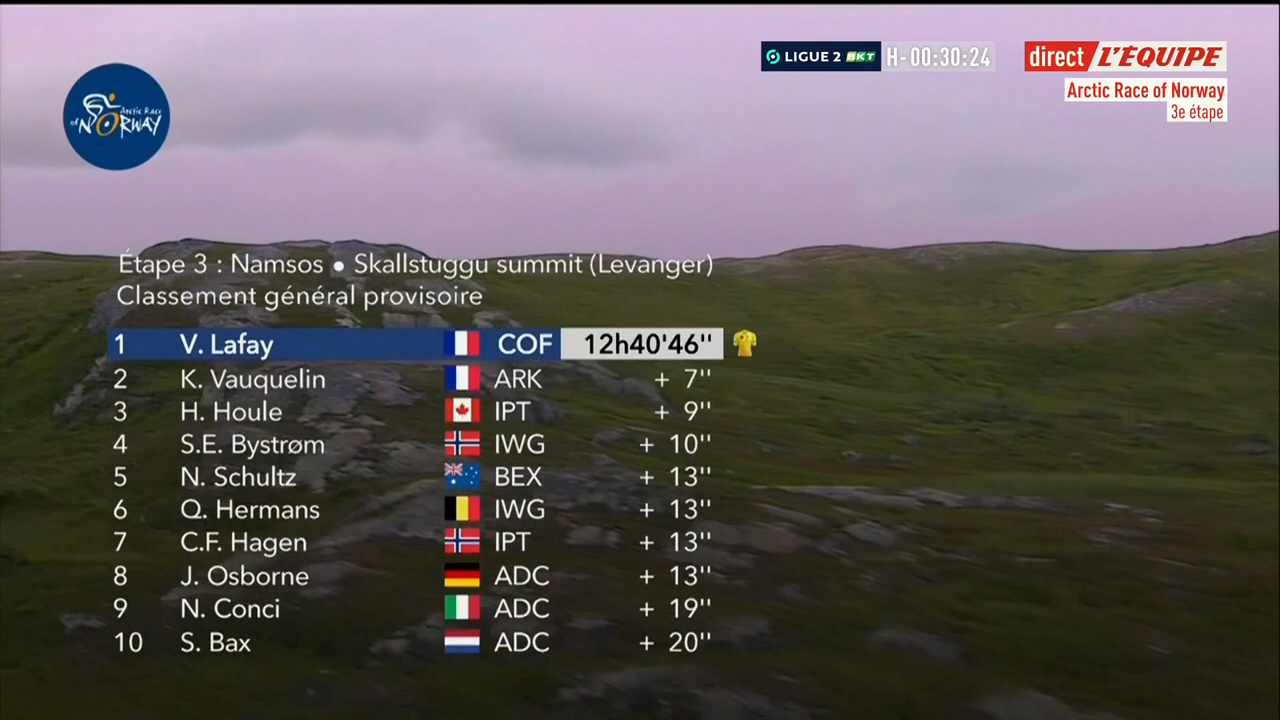 LIGUE 2 BKT H-00:30:24
direct L'ÉQUIPE
Arctic Race of Norway
3e étape
Arctic Race
of NORWAY
Étape 3 : Namsos • Skallstuggu summit (Levanger)
Classement général provisoire
1 V. Lafay COF 12h40'46''
2 K. Vauquelin ARK + 7''
3 H. Houle IPT + 9''
4 S.E. Bystrøm IWG + 10''
5 N. Schultz BEX + 13''
6 Q. Hermans IWG + 13''
7 C.F. Hagen IPT + 13''
8 J. Osborne ADC + 13''
9 N. Conci ADC + 19''
10 S. Bax ADC + 20''